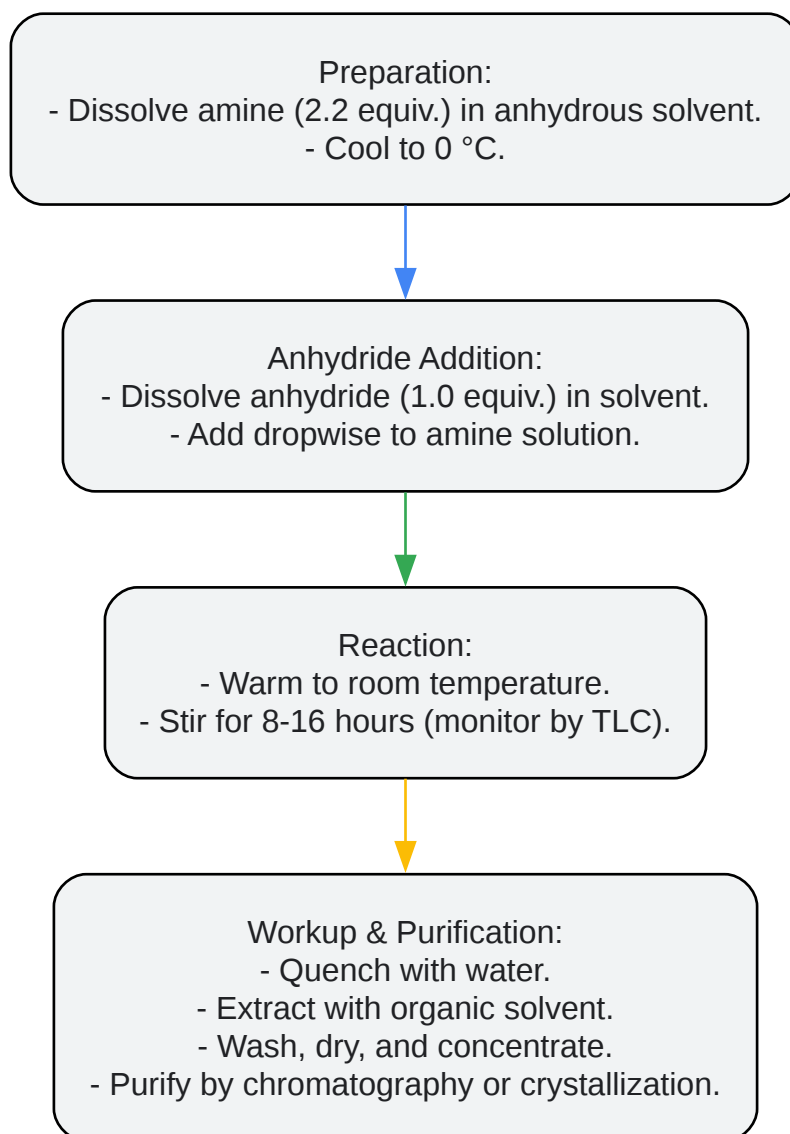 Preparation:
- Dissolve amine (2.2 equiv.) in anhydrous solvent.
- Cool to 0 °C.
Anhydride Addition:
- Dissolve anhydride (1.0 equiv.) in solvent.
- Add dropwise to amine solution.
Reaction:
- Warm to room temperature.
- Stir for 8-16 hours (monitor by TLC).
Workup & Purification:
- Quench with water.
- Extract with organic solvent.
- Wash, dry, and concentrate.
- Purify by chromatography or crystallization.